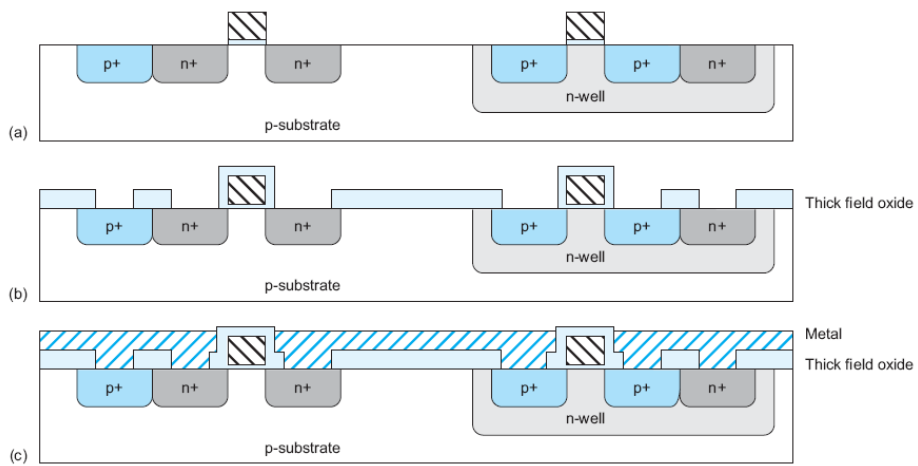 p+
n+
n+
p+
p+
n+
n-well
p-substrate
(a)
Thick field oxide
p+
n+
n+
p+
p+
n+
n-well
p-substrate
(b)
Metal
Thick field oxide
p+
n+
n+
p+
p+
n+
n-well
p-substrate
(c)